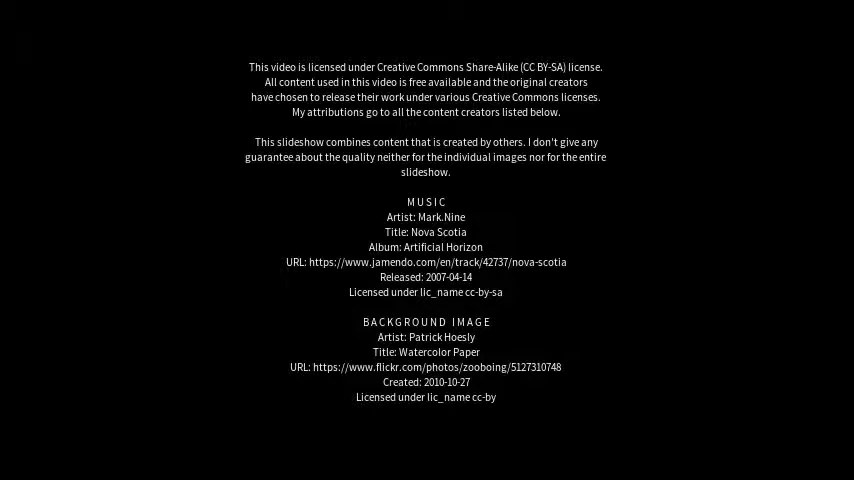 This video is licensed under Creative Commons Share-Alike (CC BY-SA) license.
All content used in this video is free available and the original creators
have chosen to release their work under various Creative Commons licenses.
My attributions go to all the content creators listed below.
This slideshow combines content that is created by others. I don't give any
guarantee about the quality neither for the individual images nor for the entire
slideshow.
MUSIC
Artist: Mark.Nine
Title: Nova Scotia
Album: Artificial Horizon
URL: https://www.jamendo.com/en/track/42737/nova-scotia
Released: 2007-04-14
Licensed under lic_name cc-by-sa
BACKGROUND IMAGE
Artist: Patrick Hoesly
Title: Watercolor Paper
URL: https://www.flickr.com/photos/zooboing/5127310748
Created: 2010-10-27
Licensed under lic_name cc-by